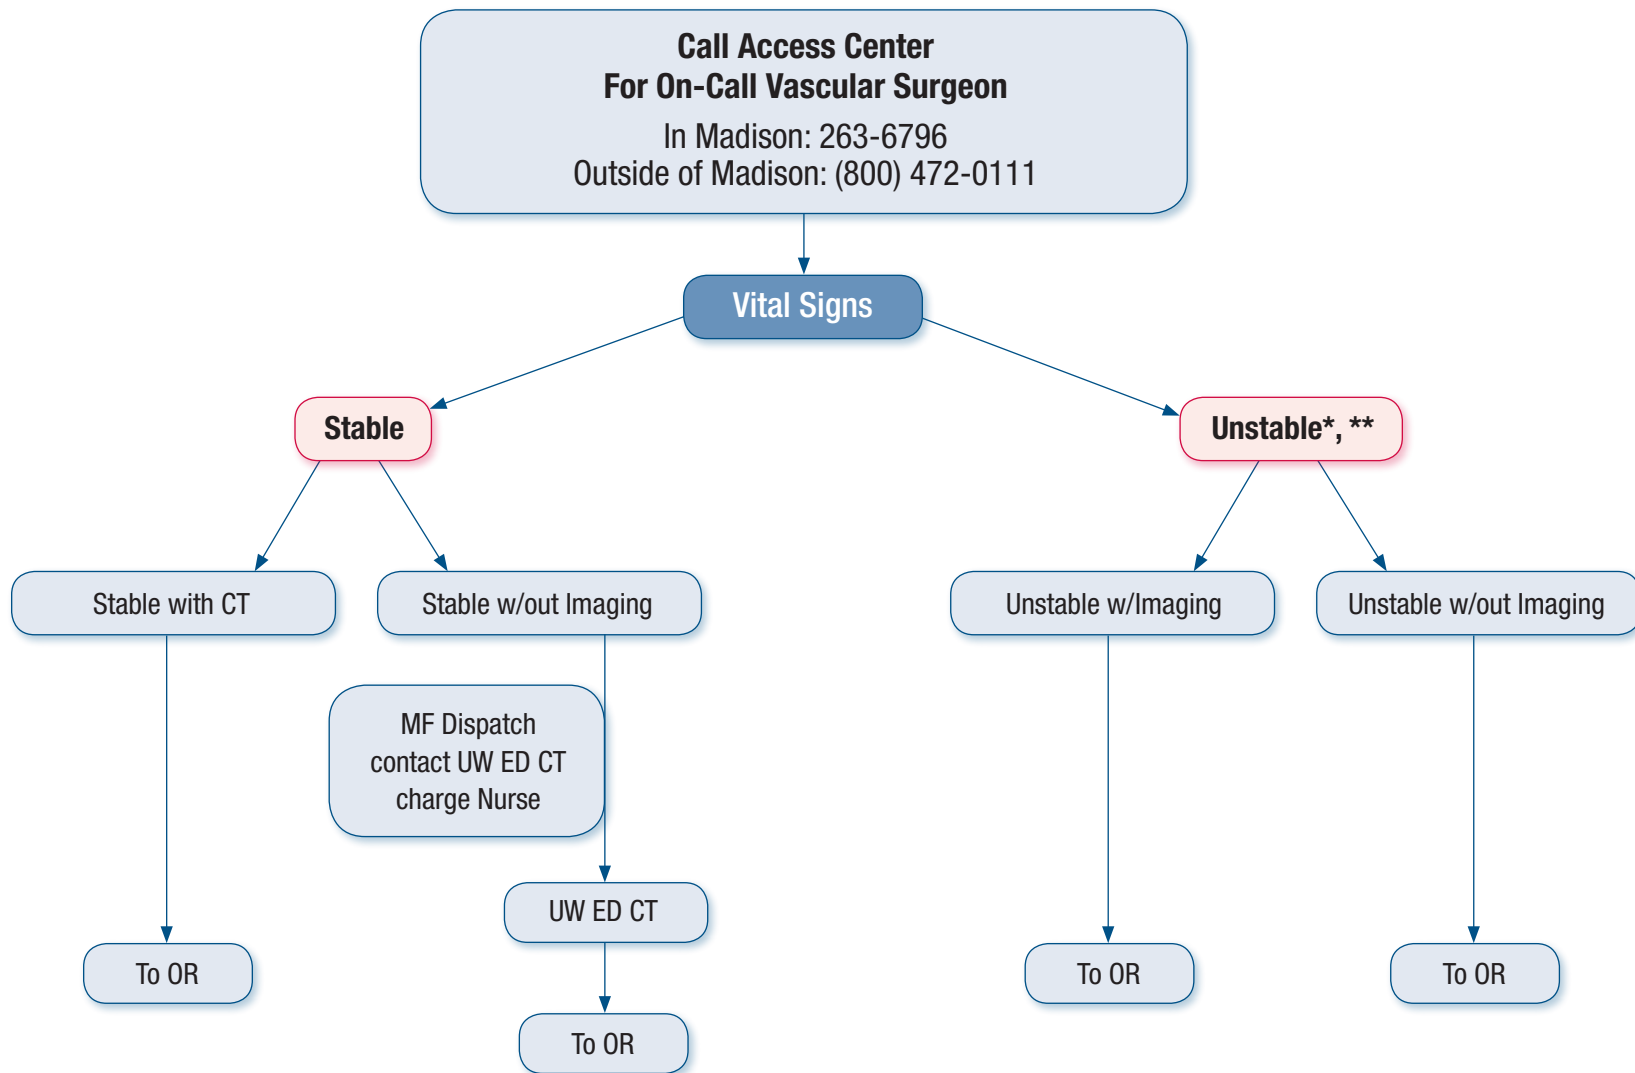 Call Access Center
For On-Call Vascular Surgeon
In Madison: 263-6796
Outside of Madison: (800) 472-0111
Vital Signs
Stable
Unstable*, **
Stable with CT
Stable w/out Imaging
Unstable w/Imaging
Unstable w/out Imaging
MF Dispatch
contact UW ED CT
charge Nurse
UW ED CT
To OR
To OR
To OR
To OR